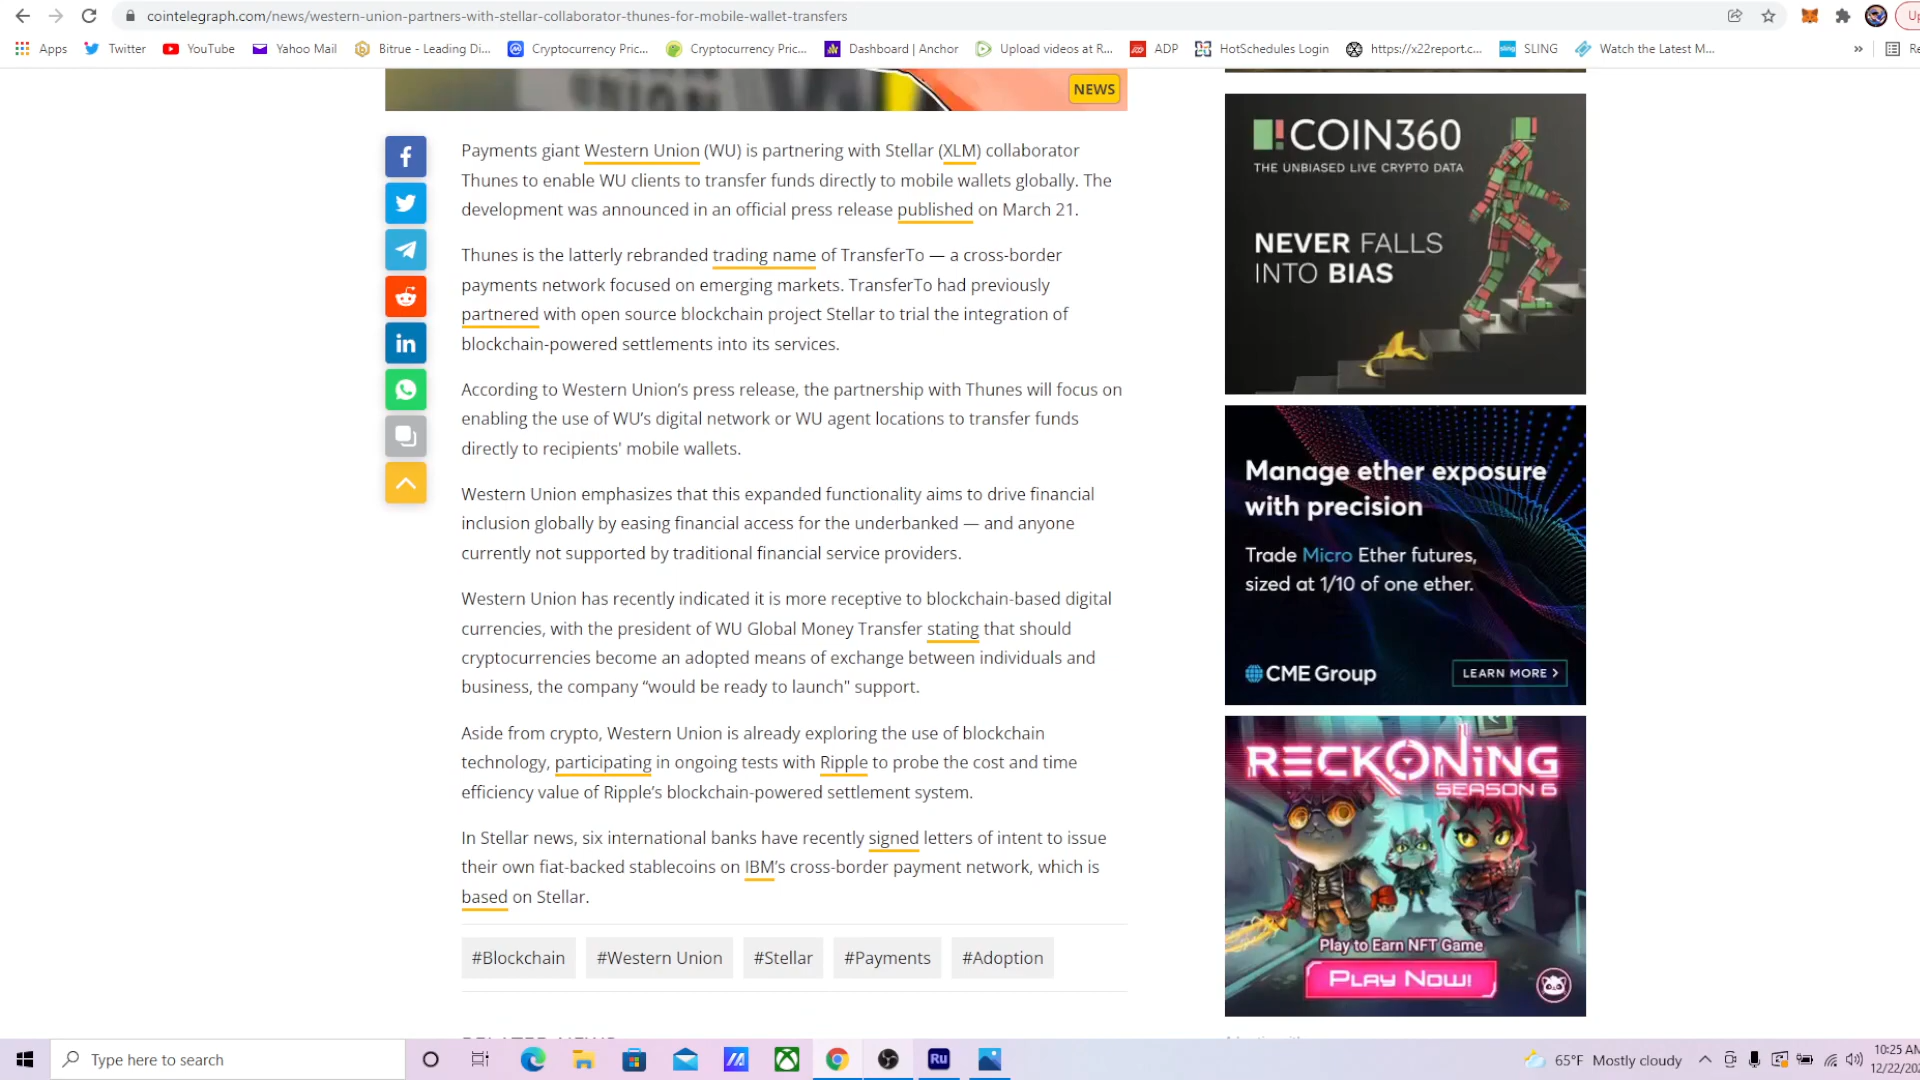 cointelegraph.com/news/western-union-partners-with-stellar-collaborator-thunes-for-mobile-wallet-transfers
Apps Twitter YouTube Yahoo Mail Bitrue - Leading Di... Cryptocurrency Pric... Cryptocurrency Pric... Dashboard | Anchor Upload videos at R... ADP HotSchedules Login https://x22report.c... SLING Watch the Latest M... »
UNION
NEWS
Payments giant Western Union (WU) is partnering with Stellar (XLM) collaborator
Thunes to enable WU clients to transfer funds directly to mobile wallets globally. The
development was announced in an official press release published on March 21.
Thunes is the latterly rebranded trading name of TransferTo — a cross-border
payments network focused on emerging markets. TransferTo had previously
partnered with open source blockchain project Stellar to trial the integration of
blockchain-powered settlements into its services.
According to Western Union's press release, the partnership with Thunes will focus on
enabling the use of WU's digital network or WU agent locations to transfer funds
directly to recipients' mobile wallets.
Western Union emphasizes that this expanded functionality aims to drive financial
inclusion globally by easing financial access for the underbanked — and anyone
currently not supported by traditional financial service providers.
Western Union has recently indicated it is more receptive to blockchain-based digital
currencies, with the president of WU Global Money Transfer stating that should
cryptocurrencies become an adopted means of exchange between individuals and
business, the company “would be ready to launch" support.
Aside from crypto, Western Union is already exploring the use of blockchain
technology, participating in ongoing tests with Ripple to probe the cost and time
efficiency value of Ripple's blockchain-powered settlement system.
In Stellar news, six international banks have recently signed letters of intent to issue
their own fiat-backed stablecoins on IBM's cross-border payment network, which is
based on Stellar.
#Blockchain #Western Union #Stellar #Payments #Adoption
COIN360
THE UNBIASED LIVE CRYPTO DATA
NEVER FALLS
INTO BIAS
Manage ether exposure
with precision
Trade Micro Ether futures,
sized at 1/10 of one ether.
CME Group LEARN MORE >
RECKONING
SEASON 6
Play to Earn NFT Game
PLAY NOW!
Type here to search
Ru
65°F Mostly cloudy
10:25 AM
12/22/202